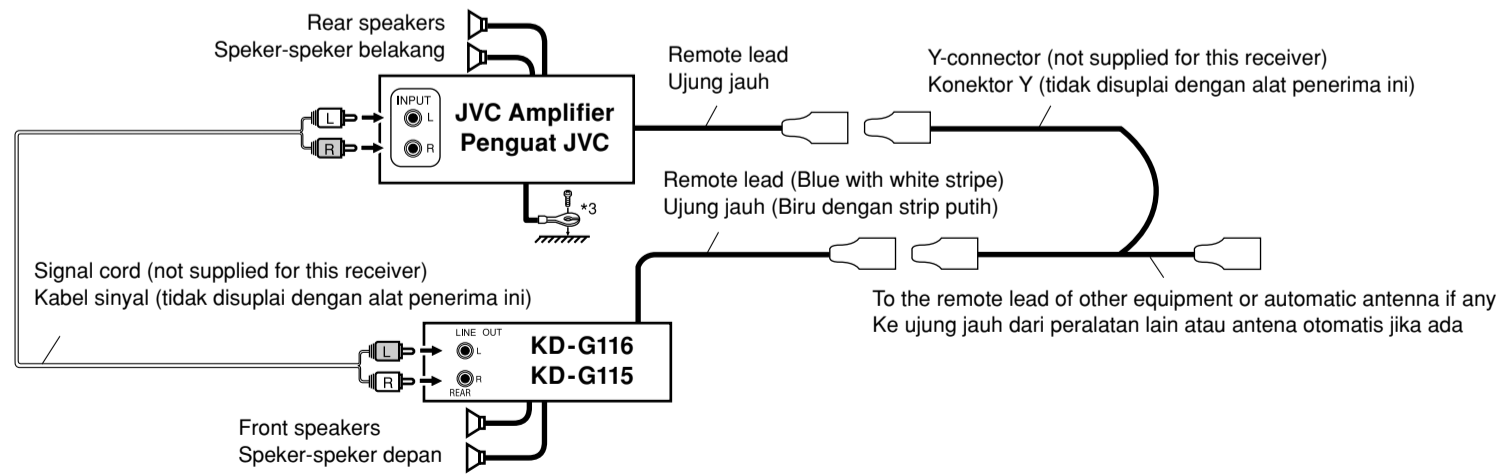 Rear speakers
Speker-speker belakang
Remote lead
Ujung jauh
Y-connector (not supplied for this receiver)
Konektor Y (tidak disuplai dengan alat penerima ini)
INPUT
L
L
R
R
JVC Amplifier
Penguat JVC
*3
Remote lead (Blue with white stripe)
Ujung jauh (Biru dengan strip putih)
Signal cord (not supplied for this receiver)
Kabel sinyal (tidak disuplai dengan alat penerima ini)
To the remote lead of other equipment or automatic antenna if any
Ke ujung jauh dari peralatan lain atau antena otomatis jika ada
LINE OUT
L
L
R
R
REAR
KD-G116
KD-G115
Front speakers
Speker-speker depan